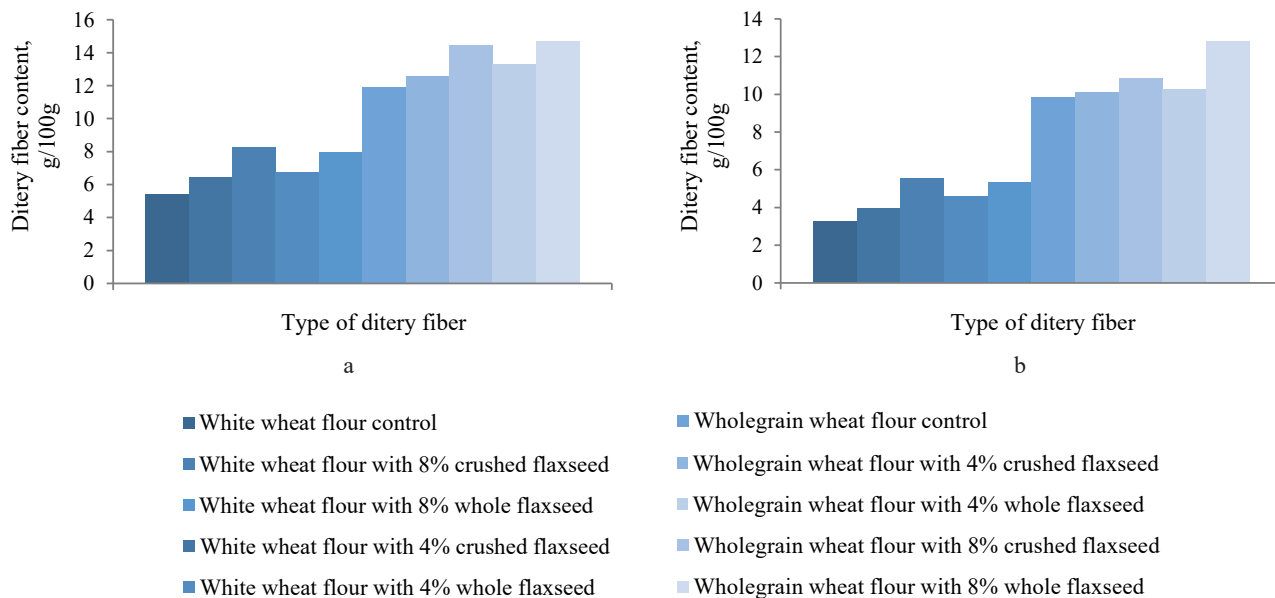 Ditery fiber content,
g/100g
16
14
12
10
8
6
4
2
0
Type of ditery fiber
a
Ditery fiber content,
g/100g
14
12
10
8
6
4
2
0
Type of ditery fiber
b
White wheat flour control
White wheat flour with 8% crushed flaxseed
White wheat flour with 8% whole flaxseed
White wheat flour with 4% crushed flaxseed
White wheat flour with 4% whole flaxseed
Wholegrain wheat flour control
Wholegrain wheat flour with 4% crushed flaxseed
Wholegrain wheat flour with 4% whole flaxseed
Wholegrain wheat flour with 8% crushed flaxseed
Wholegrain wheat flour with 8% whole flaxseed